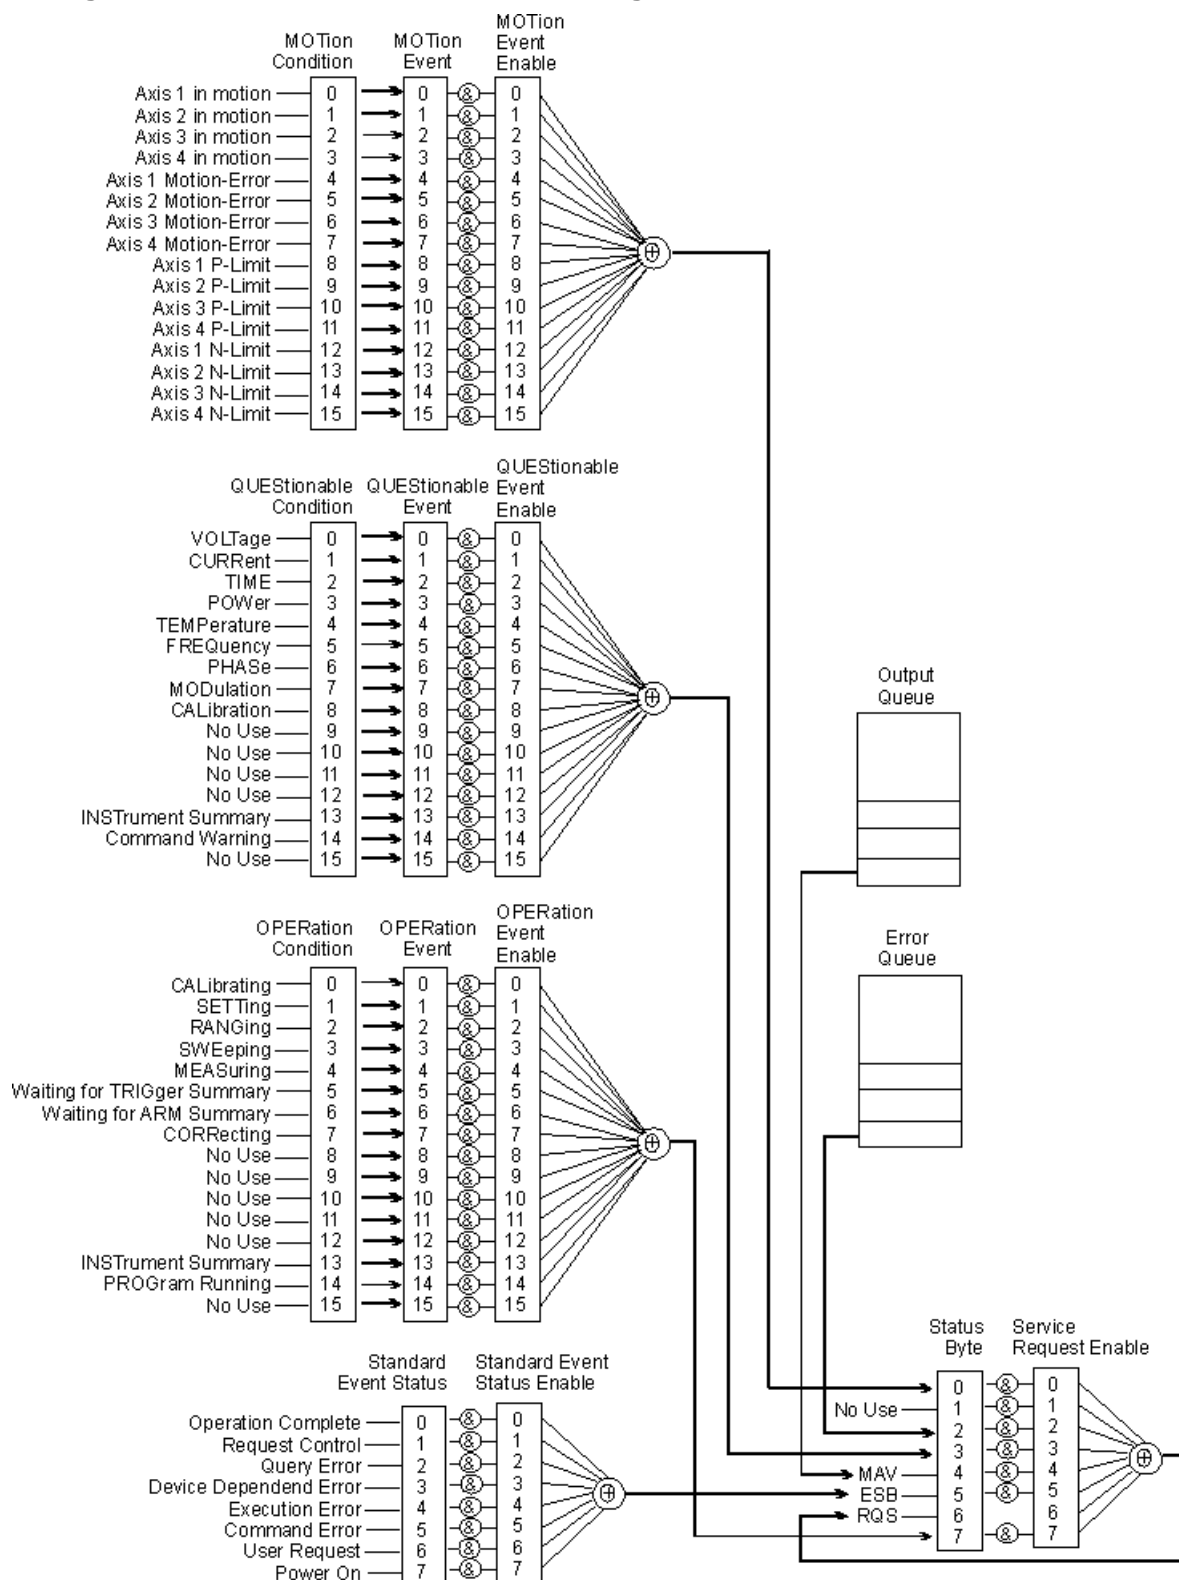 MOTion Condition
MOTion Event
MOTion Event Enable
Axis 1 in motion 0 0 & 0
Axis 2 in motion 1 1 & 1
Axis 3 in motion 2 2 & 2
Axis 4 in motion 3 3 & 3
Axis 1 Motion-Error 4 4 & 4
Axis 2 Motion-Error 5 5 & 5
Axis 3 Motion-Error 6 6 & 6
Axis 4 Motion-Error 7 7 & 7
Axis 1 P-Limit 8 8 & 8
Axis 2 P-Limit 9 9 & 9
Axis 3 P-Limit 10 10 & 10
Axis 4 P-Limit 11 11 & 11
Axis 1 N-Limit 12 12 & 12
Axis 2 N-Limit 13 13 & 13
Axis 3 N-Limit 14 14 & 14
Axis 4 N-Limit 15 15 & 15
QUEStionable Condition
QUEStionable Event
QUEStionable Event Enable
VOLTage 0 0 & 0
CURRent 1 1 & 1
TIME 2 2 & 2
POWer 3 3 & 3
TEMPerature 4 4 & 4
FREQuency 5 5 & 5
PHASe 6 6 & 6
MODulation 7 7 & 7
CALibration 8 8 & 8
No Use 9 9 & 9
No Use 10 10 & 10
No Use 11 11 & 11
No Use 12 12 & 12
INSTrument Summary 13 13 & 13
Command Warning 14 14 & 14
No Use 15 15 & 15
Output Queue
Error Queue
OPERation Condition
OPERation Event
OPERation Event Enable
CALibrating 0 0 & 0
SETTing 1 1 & 1
RANGing 2 2 & 2
SWEeping 3 3 & 3
MEASuring 4 4 & 4
Waiting for TRIGger Summary 5 5 & 5
Waiting for ARM Summary 6 6 & 6
CORRecting 7 7 & 7
No Use 8 8 & 8
No Use 9 9 & 9
No Use 10 10 & 10
No Use 11 11 & 11
No Use 12 12 & 12
INSTrument Summary 13 13 & 13
PROGram Running 14 14 & 14
No Use 15 15 & 15
Standard Event Status
Standard Event Status Enable
Operation Complete 0 & 0
Request Control 1 & 1
Query Error 2 & 2
Device Dependend Error 3 & 3
Execution Error 4 & 4
Command Error 5 & 5
User Request 6 & 6
Power On 7 & 7
Status Byte
Service Request Enable
0 & 0
No Use 1 & 1
2 & 2
3 & 3
MAV 4 & 4
ESB 5 & 5
RQS 6 6
7 & 7